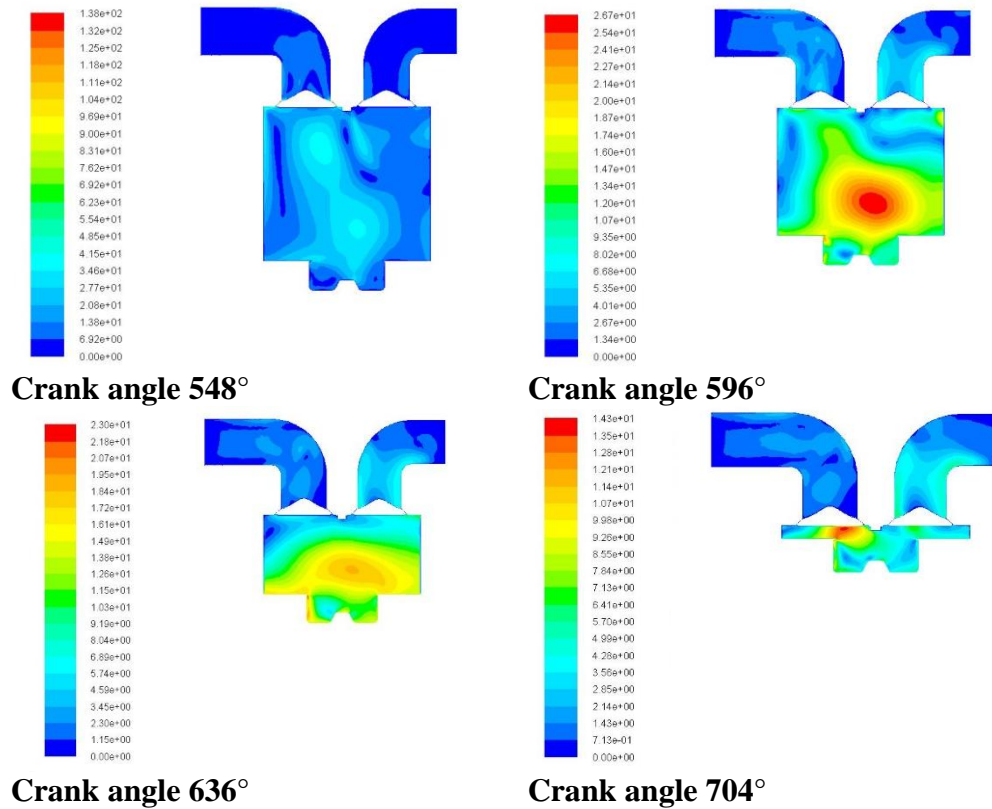 1.38e+02
1.32e+02
1.25e+02
1.18e+02
1.11e+02
1.04e+02
9.69e+01
9.00e+01
8.31e+01
7.62e+01
6.92e+01
6.23e+01
5.54e+01
4.85e+01
4.15e+01
3.46e+01
2.77e+01
2.08e+01
1.38e+01
6.92e+00
0.00e+00
Crank angle 548°
2.67e+01
2.54e+01
2.41e+01
2.27e+01
2.14e+01
2.00e+01
1.87e+01
1.74e+01
1.60e+01
1.47e+01
1.34e+01
1.20e+01
1.07e+01
9.35e+00
8.02e+00
6.68e+00
5.35e+00
4.01e+00
2.67e+00
1.34e+00
0.00e+00
Crank angle 596°
2.30e+01
2.18e+01
2.07e+01
1.95e+01
1.84e+01
1.72e+01
1.61e+01
1.49e+01
1.38e+01
1.26e+01
1.15e+01
1.03e+01
9.19e+00
8.04e+00
6.89e+00
5.74e+00
4.59e+00
3.45e+00
2.30e+00
1.15e+00
0.00e+00
Crank angle 636°
1.43e+01
1.35e+01
1.28e+01
1.21e+01
1.14e+01
1.07e+01
9.98e+00
9.26e+00
8.55e+00
7.84e+00
7.13e+00
6.41e+00
5.70e+00
4.99e+00
4.28e+00
3.56e+00
2.85e+00
2.14e+00
1.43e+00
7.13e-01
0.00e+00
Crank angle 704°